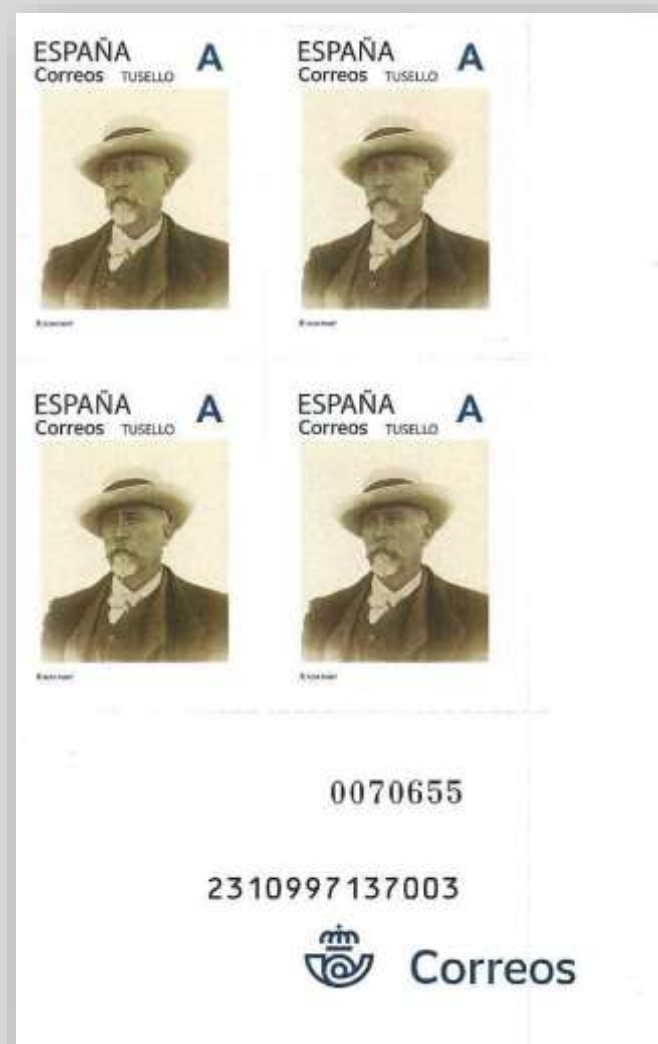 ESPAÑA A
Correos TUSELLO
ESPAÑA A
Correos TUSELLO
ESPAÑA A
Correos TUSELLO
ESPAÑA A
Correos TUSELLO
0070655
2310997137003
Correos